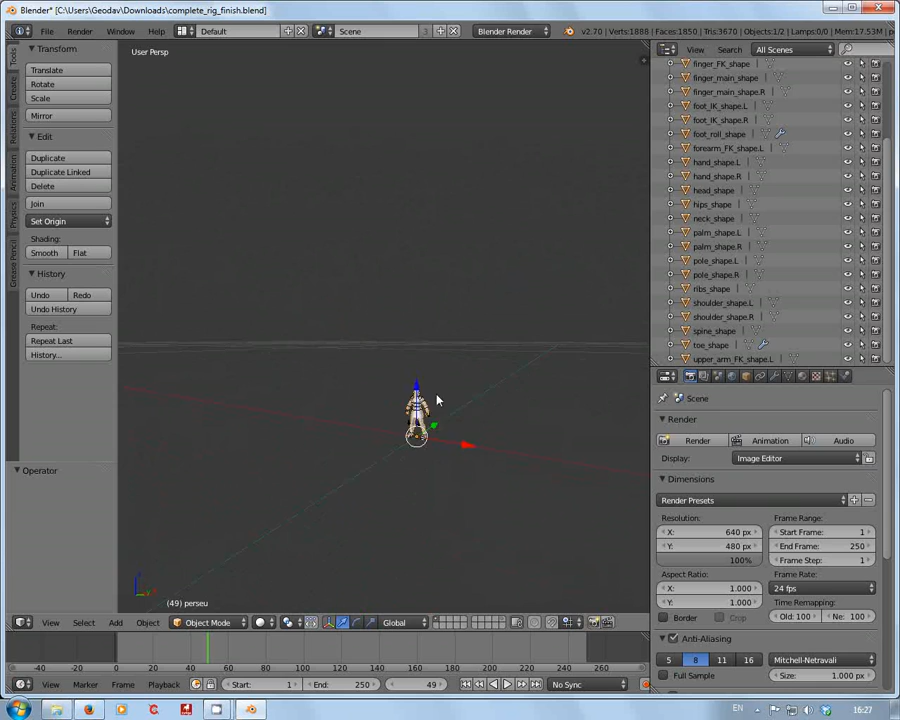 Blender* [C:\Users\Geodav\Downloads\complete_rig_finish.blend]
File Render Window Help Default Scene 3 F Blender Render v2.70 | Verts:1888 | Faces:1850 | Tris:3670 | Objects:1/2 | Lamps:0/0 | Mem:17.53M
Tools
Create
Relations
Animation
Physics
Grease Pencil
Transform
Translate
Rotate
Scale
Mirror
Edit
Duplicate
Duplicate Linked
Delete
Join
Set Origin
Shading:
Smooth Flat
History
Undo Redo
Undo History
Repeat:
Repeat Last
History...
Operator
User Persp
(49) perseu
View Search All Scenes
finger_FK_shape
finger_main_shape
finger_main_shape.R
foot_IK_shape.L
foot_IK_shape.R
foot_roll_shape
forearm_FK_shape.L
hand_shape.L
hand_shape.R
head_shape
hips_shape
neck_shape
palm_shape.L
palm_shape.R
pole_shape.L
pole_shape.R
ribs_shape
shoulder_shape.L
shoulder_shape.R
spine_shape
toe_shape
upper_arm_FK_shape.L
Scene
Render
Render Animation Audio
Display: Image Editor
Dimensions
Render Presets
Resolution: Frame Range:
X: 640 px Start Frame: 1
Y: 480 px End Frame: 250
100% Frame Step: 1
Aspect Ratio: Frame Rate:
X: 1.000 24 fps
Y: 1.000 Time Remapping:
Border Crop Old: 100 Ne: 100
Anti-Aliasing
5 8 11 16 Mitchell-Netravali
Full Sample Size: 1.000 px
View Select Add Object Object Mode Global
-40 -20 0 20 40 60 80 100 120 140 160 180 200 220 240 260
View Marker Frame Playback Start: 1 End: 250 49 No Sync
EN 16:27